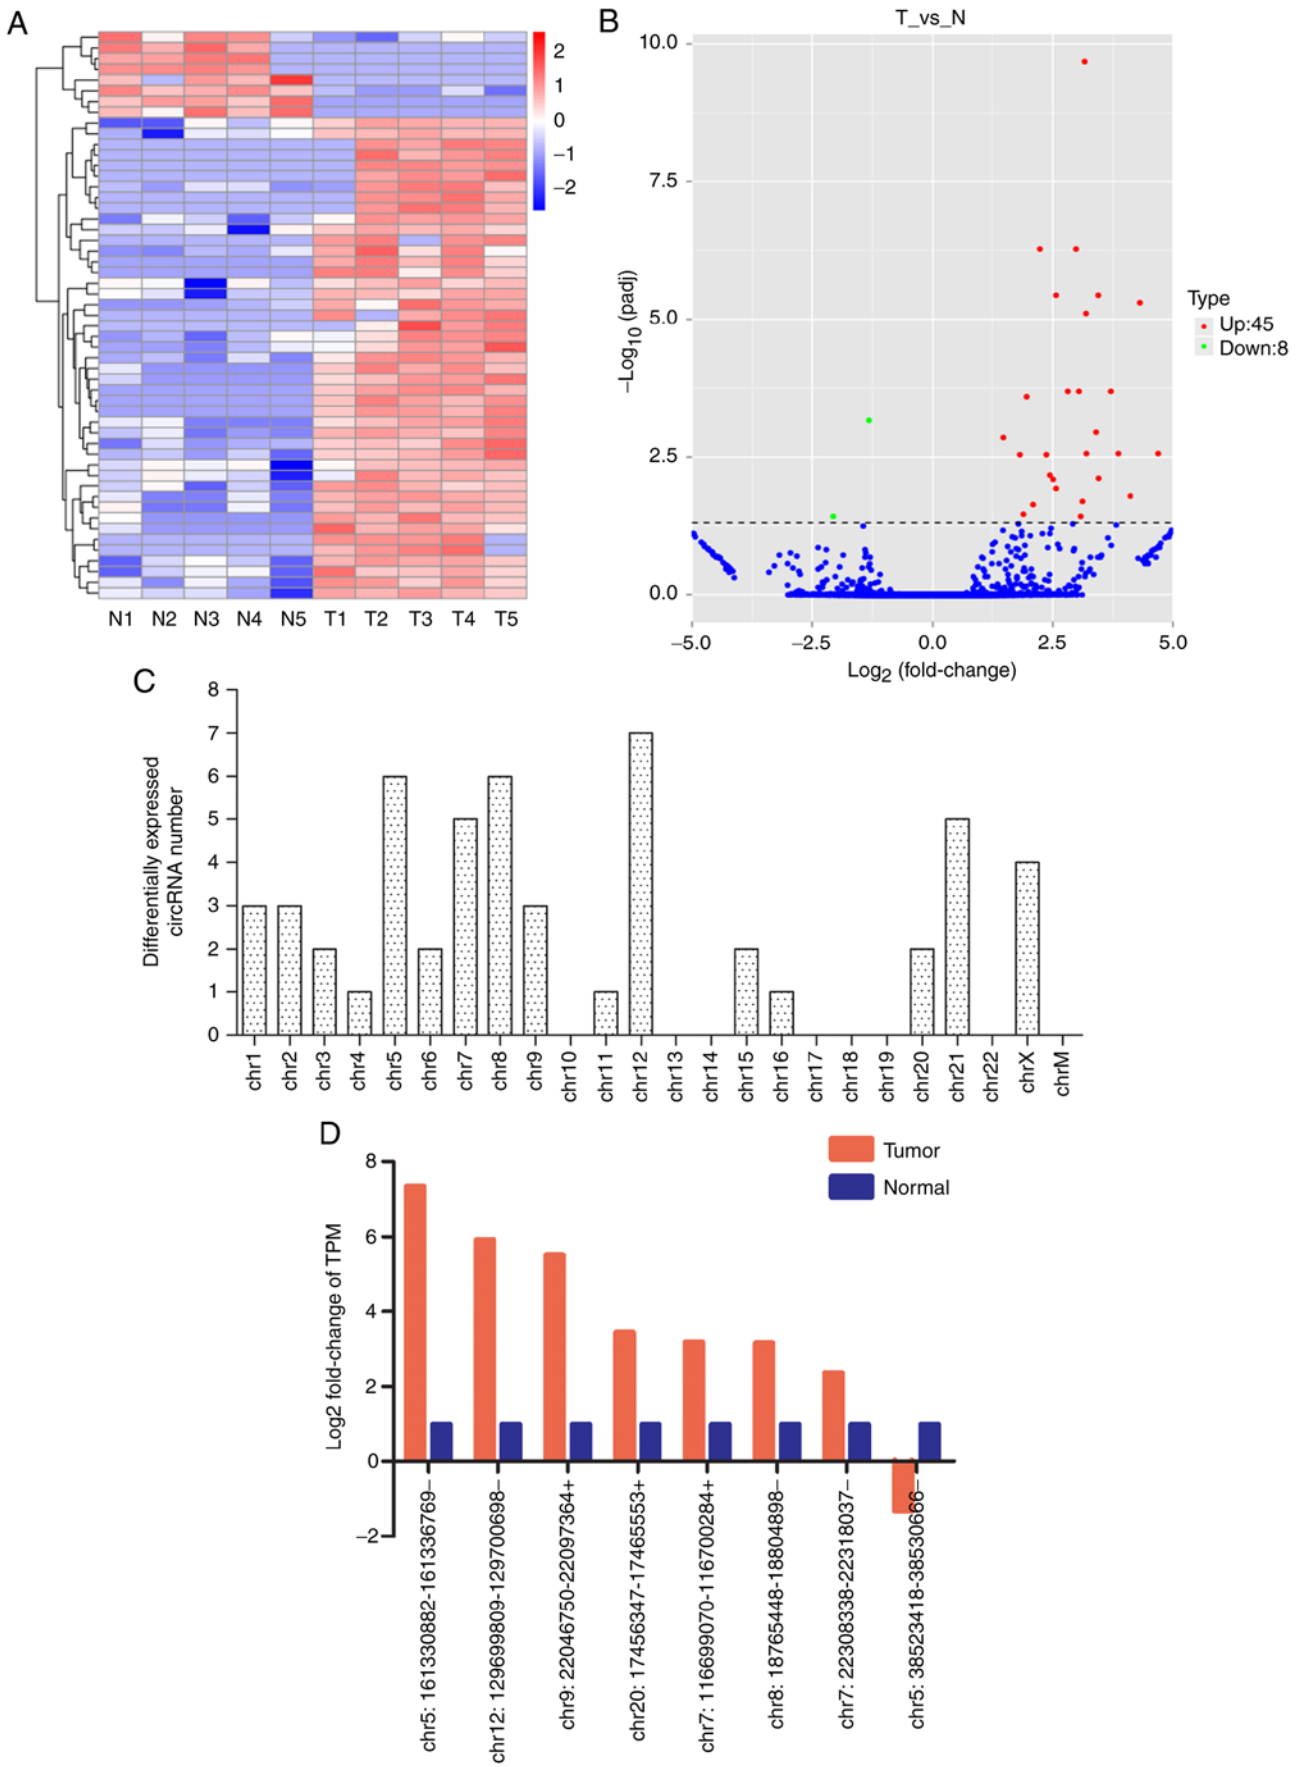 A
2
1
0
−1
−2
N1 N2 N3 N4 N5 T1 T2 T3 T4 T5
B
T_vs_N
10.0
7.5
5.0
2.5
0.0
−Log10 (padj)
−5.0 −2.5 0.0 2.5 5.0
Log2 (fold-change)
Type
Up:45
Down:8
C
8
7
6
5
4
3
2
1
0
Differentially expressed
circRNA number
chr1 chr2 chr3 chr4 chr5 chr6 chr7 chr8 chr9 chr10 chr11 chr12 chr13 chr14 chr15 chr16 chr17 chr18 chr19 chr20 chr21 chr22 chrX chrM
D
Tumor
Normal
8
6
4
2
0
−2
Log2 fold-change of TPM
chr5: 161330882-161336769−
chr12: 129699809-129700698−
chr9: 22046750-22097364+
chr20: 17456347-17465553+
chr7: 116699070-116700284+
chr8: 18765448-18804898−
chr7: 22308338-22318037−
chr5: 38523418-38530666−